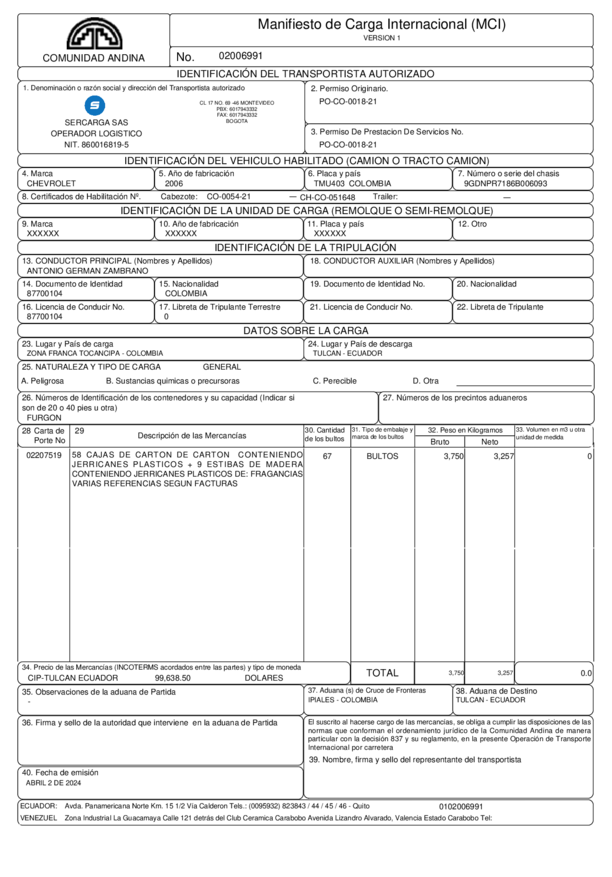 Manifiesto de Carga Internacional (MCI)
VERSION 1
COMUNIDAD ANDINA
No. 02006991
IDENTIFICACIÓN DEL TRANSPORTISTA AUTORIZADO
1. Denominación o razón social y dirección del Transportista autorizado
CL 17 NO. 69 -46 MONTEVIDEO
PBX: 6017943332
FAX: 6017943332
BOGOTA
S
SERCARGA SAS
OPERADOR LOGISTICO
NIT. 860016819-5
2. Permiso Originario.
PO-CO-0018-21
3. Permiso De Prestacion De Servicios No.
PO-CO-0018-21
IDENTIFICACIÓN DEL VEHICULO HABILITADO (CAMION O TRACTO CAMION)
4. Marca
CHEVROLET
5. Año de fabricación
2006
6. Placa y país
TMU403 COLOMBIA
7. Número o serie del chasis
9GDNPR7186B006093
8. Certificados de Habilitación Nº. Cabezote: CO-0054-21 — CH-CO-051648 Trailer: —
IDENTIFICACIÓN DE LA UNIDAD DE CARGA (REMOLQUE O SEMI-REMOLQUE)
9. Marca
XXXXXX
10. Año de fabricación
XXXXXX
11. Placa y país
XXXXXX
12. Otro
IDENTIFICACIÓN DE LA TRIPULACIÓN
13. CONDUCTOR PRINCIPAL (Nombres y Apellidos)
ANTONIO GERMAN ZAMBRANO
18. CONDUCTOR AUXILIAR (Nombres y Apellidos)
14. Documento de Identidad
87700104
15. Nacionalidad
COLOMBIA
19. Documento de Identidad No.
20. Nacionalidad
16. Licencia de Conducir No.
87700104
17. Libreta de Tripulante Terrestre
0
21. Licencia de Conducir No.
22. Libreta de Tripulante
DATOS SOBRE LA CARGA
23. Lugar y País de carga
ZONA FRANCA TOCANCIPA - COLOMBIA
24. Lugar y País de descarga
TULCAN - ECUADOR
25. NATURALEZA Y TIPO DE CARGA GENERAL
A. Peligrosa B. Sustancias quimicas o precursoras C. Perecible D. Otra
26. Números de Identificación de los contenedores y su capacidad (Indicar si
son de 20 o 40 pies u otra)
FURGON
27. Números de los precintos aduaneros
28 Carta de
Porte No
29
Descripción de las Mercancías
30. Cantidad
de los bultos
31. Tipo de embalaje y
marca de los bultos
32. Peso en Kilogramos
Bruto Neto
33. Volumen en m3 u otra
unidad de medida
02207519
58 CAJAS DE CARTON DE CARTON CONTENIENDO
JERRICANES PLASTICOS + 9 ESTIBAS DE MADERA
CONTENIENDO JERRICANES PLASTICOS DE: FRAGANCIAS
VARIAS REFERENCIAS SEGUN FACTURAS
67 BULTOS 3,750 3,257 0
34. Precio de las Mercancías (INCOTERMS acordados entre las partes) y tipo de moneda
CIP-TULCAN ECUADOR 99,638.50 DOLARES
TOTAL 3,750 3,257 0.0
35. Observaciones de la aduana de Partida
-
37. Aduana (s) de Cruce de Fronteras
IPIALES - COLOMBIA
38. Aduana de Destino
TULCAN - ECUADOR
36. Firma y sello de la autoridad que interviene en la aduana de Partida
El suscrito al hacerse cargo de las mercancías, se obliga a cumplir las disposiciones de las
normas que conforman el ordenamiento jurídico de la Comunidad Andina de manera
particular con la decisión 837 y su reglamento, en la presente Operación de Transporte
Internacional por carretera
39. Nombre, firma y sello del representante del transportista
40. Fecha de emisión
ABRIL 2 DE 2024
ECUADOR: Avda. Panamericana Norte Km. 15 1/2 Via Calderon Tels.: (0095932) 823843 / 44 / 45 / 46 - Quito 0102006991
VENEZUEL Zona Industrial La Guacamaya Calle 121 detrás del Club Ceramica Carabobo Avenida Lizandro Alvarado, Valencia Estado Carabobo Tel: